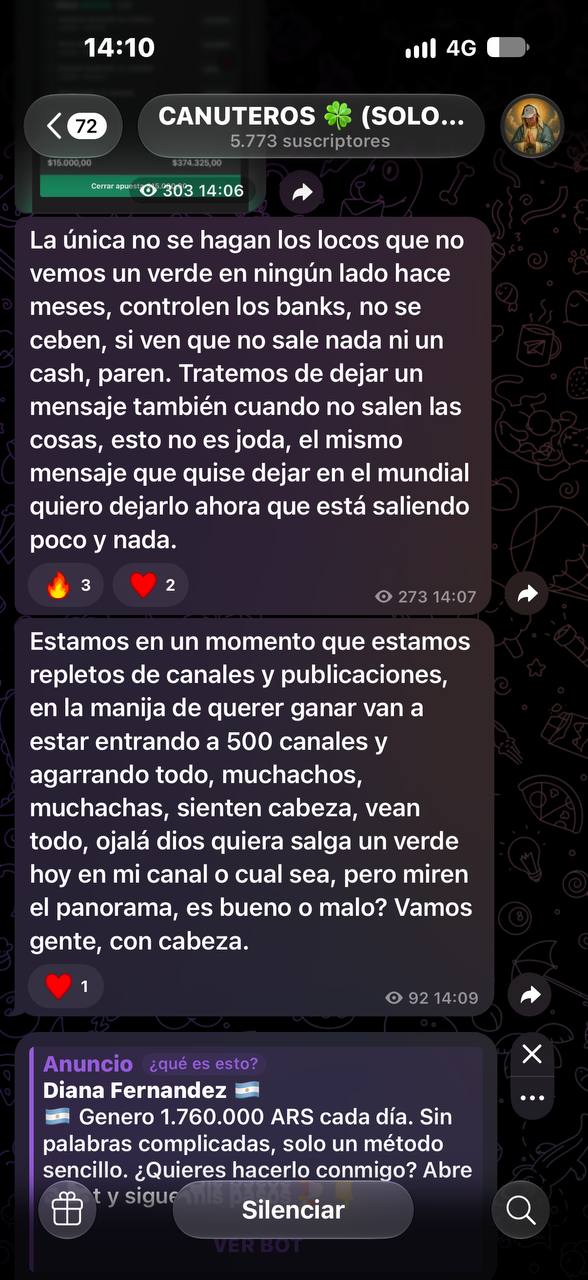 14:10
4G
72
CANUTEROS 🍀 (SOLO...
5.773 suscriptores
$15.000,00 $374.325,00
Cerrar apuesta
303 14:06
La única no se hagan los locos que no
vemos un verde en ningún lado hace
meses, controlen los banks, no se
ceben, si ven que no sale nada ni un
cash, paren. Tratemos de dejar un
mensaje también cuando no salen las
cosas, esto no es joda, el mismo
mensaje que quise dejar en el mundial
quiero dejarlo ahora que está saliendo
poco y nada.
🔥 3 ❤️ 2
273 14:07
Estamos en un momento que estamos
repletos de canales y publicaciones,
en la manija de querer ganar van a
estar entrando a 500 canales y
agarrando todo, muchachos,
muchachas, sienten cabeza, vean
todo, ojalá dios quiera salga un verde
hoy en mi canal o cual sea, pero miren
el panorama, es bueno o malo? Vamos
gente, con cabeza.
❤️ 1
92 14:09
Anuncio ¿qué es esto?
Diana Fernandez 🇦🇷
🇦🇷 Genero 1.760.000 ARS cada día. Sin
palabras complicadas, solo un método
sencillo. ¿Quieres hacerlo conmigo? Abre
y sigue mis
Silenciar
VER BOT